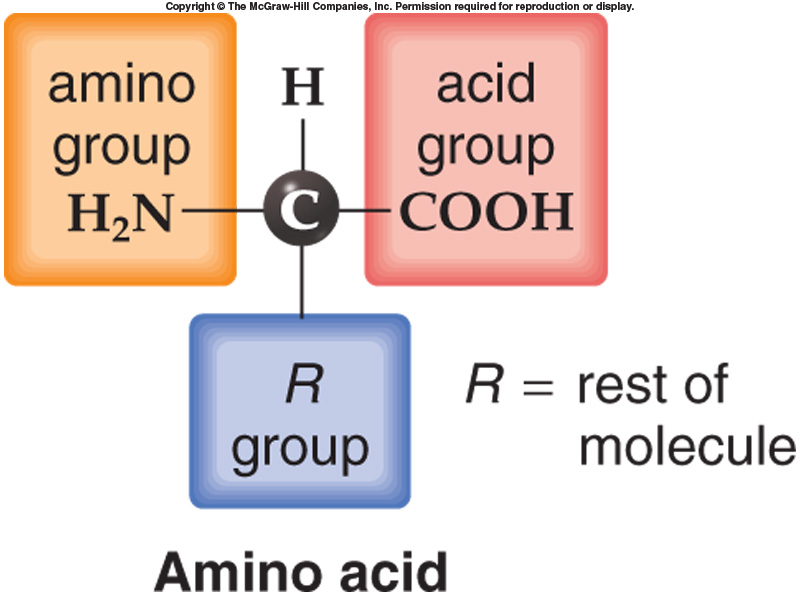 Copyright © The McGraw-Hill Companies, Inc. Permission required for reproduction or display.
amino
group
H₂N
H
C
acid
group
COOH
R
group
R = rest of
molecule
Amino acid